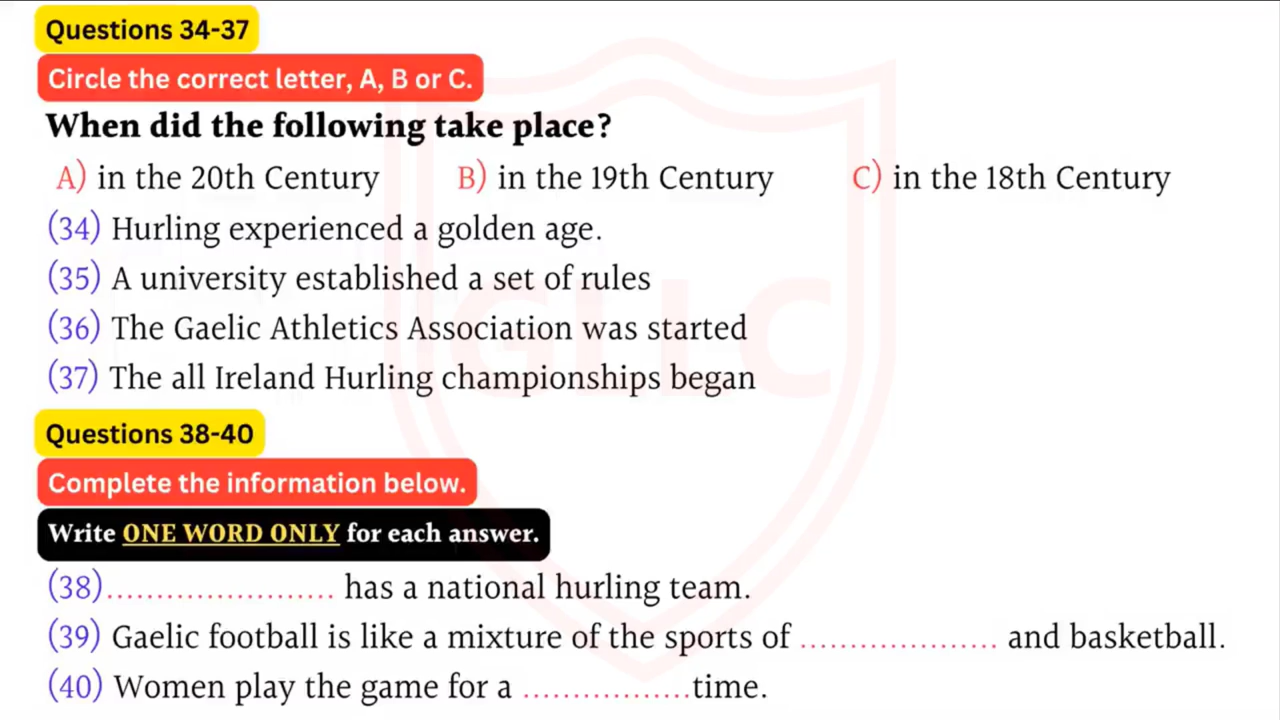 Questions 34-37
Circle the correct letter, A, B or C.
When did the following take place?
A) in the 20th Century B) in the 19th Century C) in the 18th Century
(34) Hurling experienced a golden age.
(35) A university established a set of rules
(36) The Gaelic Athletics Association was started
(37) The all Ireland Hurling championships began
GLLC
Questions 38-40
Complete the information below.
Write ONE WORD ONLY for each answer.
(38)....................... has a national hurling team.
(39) Gaelic football is like a mixture of the sports of .................... and basketball.
(40) Women play the game for a .................time.